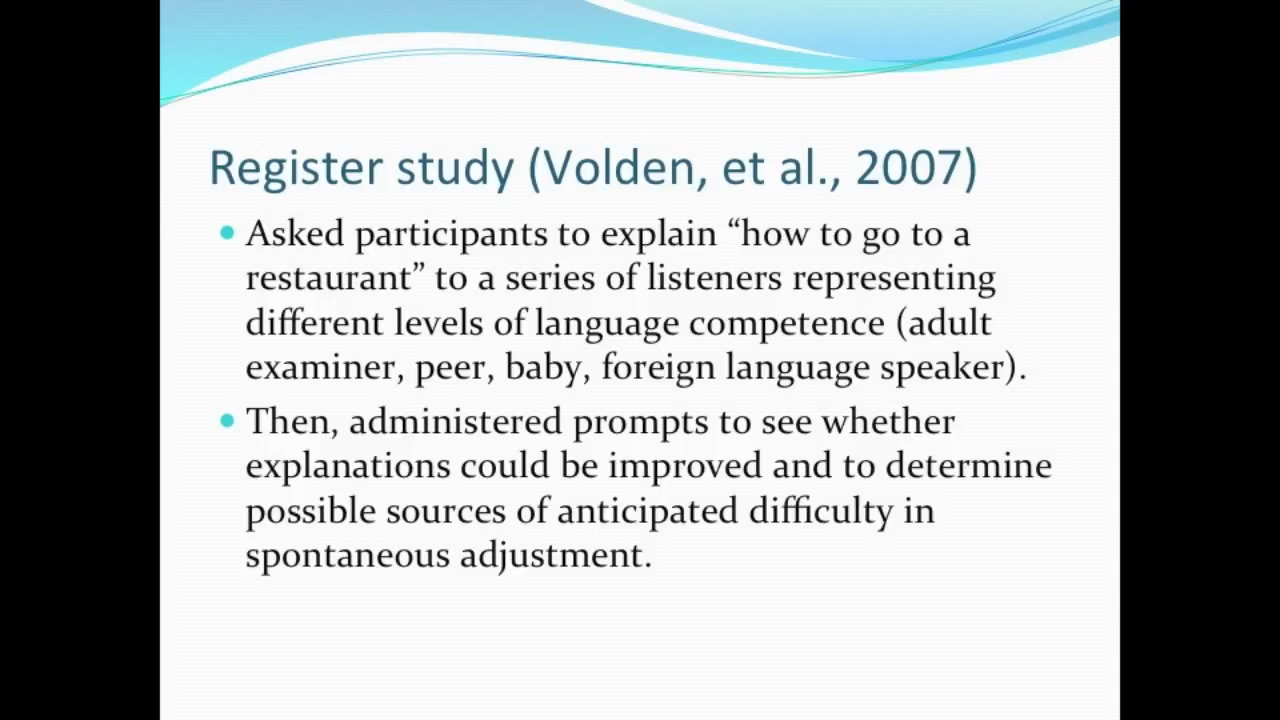 Register study (Volden, et al., 2007)
• Asked participants to explain “how to go to a
restaurant” to a series of listeners representing
different levels of language competence (adult
examiner, peer, baby, foreign language speaker).
• Then, administered prompts to see whether
explanations could be improved and to determine
possible sources of anticipated difficulty in
spontaneous adjustment.